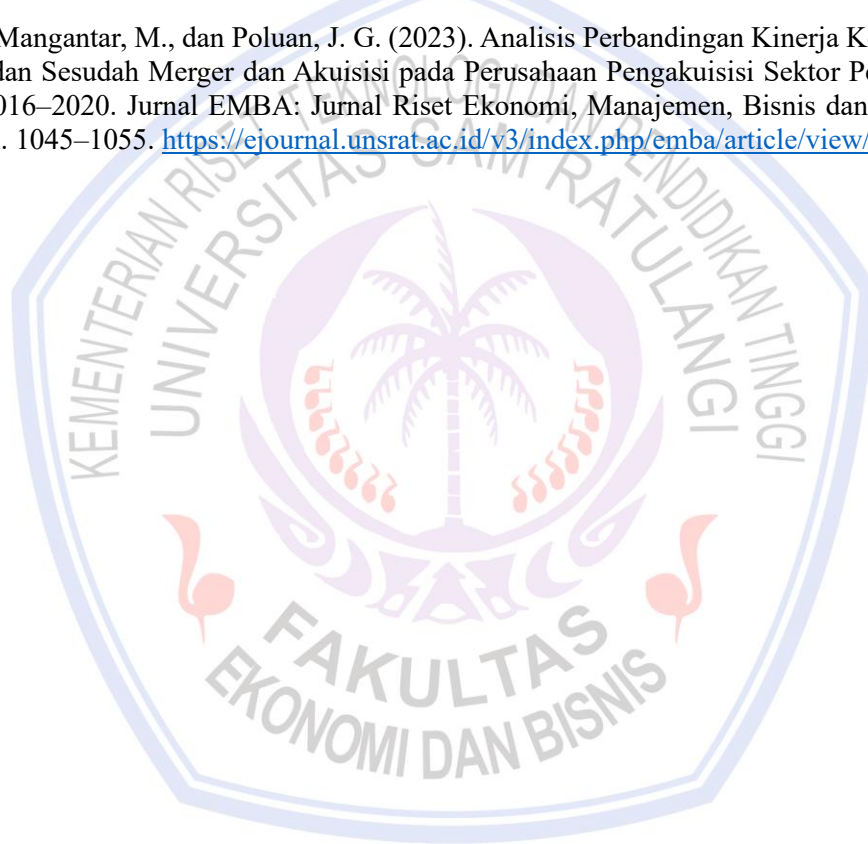 Mangantar, M., dan Poluan, J. G. (2023). Analisis Perbandingan Kinerja K
dan Sesudah Merger dan Akuisisi pada Perusahaan Pengakuisisi Sektor Pe
016–2020. Jurnal EMBA: Jurnal Riset Ekonomi, Manajemen, Bisnis dan
. 1045–1055. https://ejournal.unsrat.ac.id/v3/index.php/emba/article/view/
KEMENTERIAN RISET TEKNOLOGI DAN PENDIDIKAN TINGGI
UNIVERSITAS SAM RATULANGI
FAKULTAS
EKONOMI DAN BISNIS